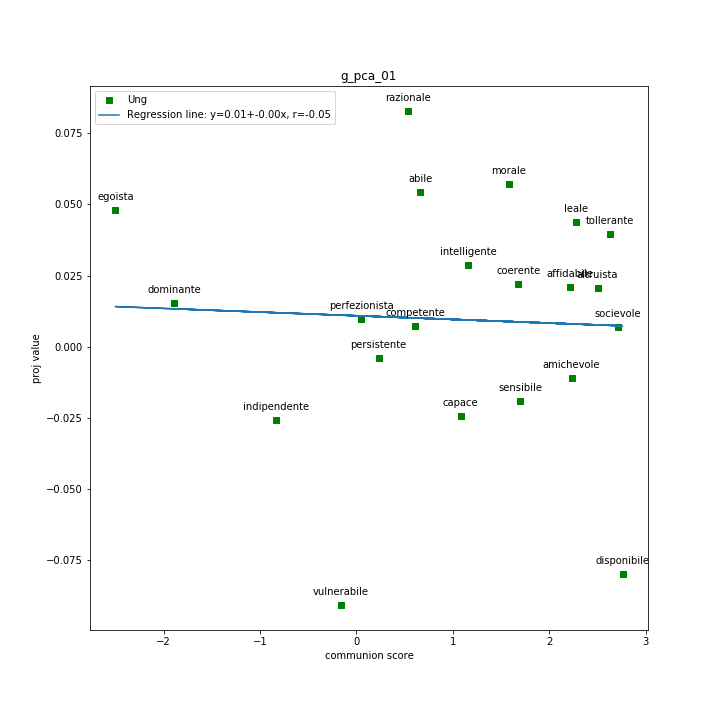 g_pca_01
Ung
Regression line: y=0.01+-0.00x, r=-0.05
razionale
abile
morale
egoista
leale
tollerante
intelligente
coerente
affidabile
altruista
dominante
perfezionista
competente
socievole
persistente
amichevole
sensibile
capace
indipendente
disponibile
vulnerabile
0.075
0.050
0.025
0.000
−0.025
−0.050
−0.075
proj value
−2
−1
0
1
2
3
communion score